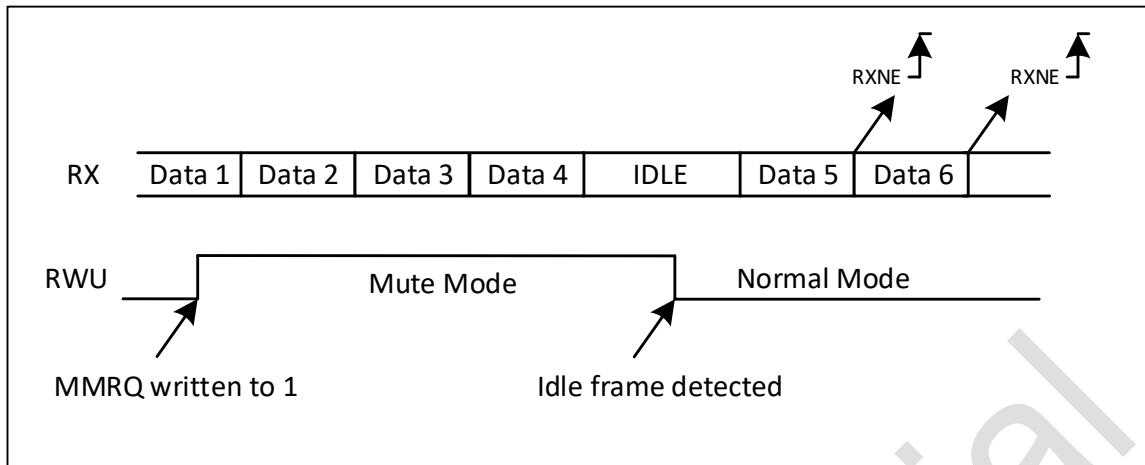 RXNE RXNE
RX Data 1 Data 2 Data 3 Data 4 IDLE Data 5 Data 6
RWU Mute Mode Normal Mode
MMRQ written to 1 Idle frame detected